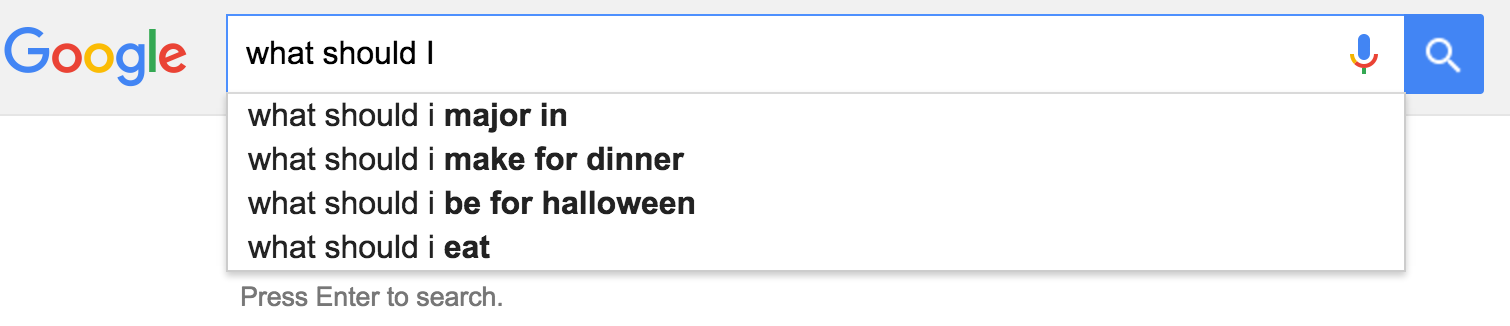 Google
what should I
what should i major in
what should i make for dinner
what should i be for halloween
what should i eat
Press Enter to search.